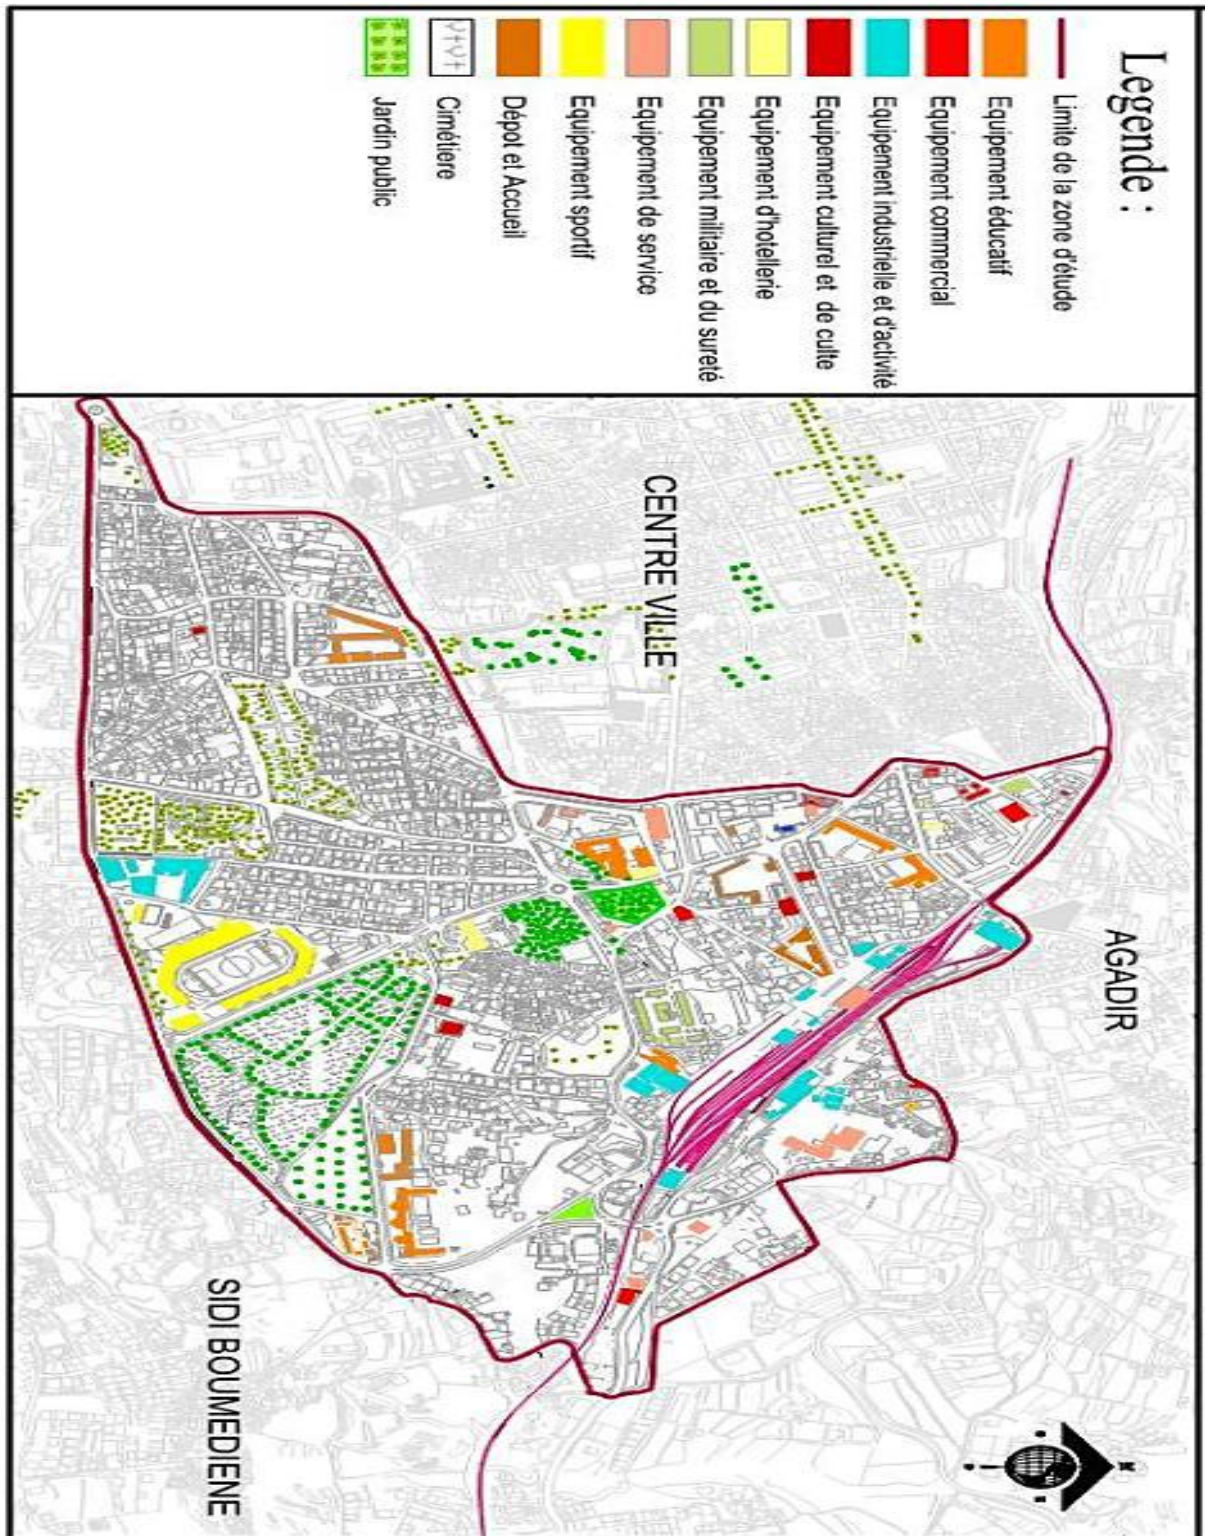 Legende :
Limite de la zone d'étude
Equipement éducatif
Equipement commercial
Equipement industrielle et d'activité
Equipement culturel et de culte
Equipement d'hotellerie
Equipement militaire et du sureté
Equipement de service
Equipement sportif
Dépot et Accueil
Cimétiere
Jardin public
CENTRE VILLE
AGADIR
SIDI BOUMEDIENE